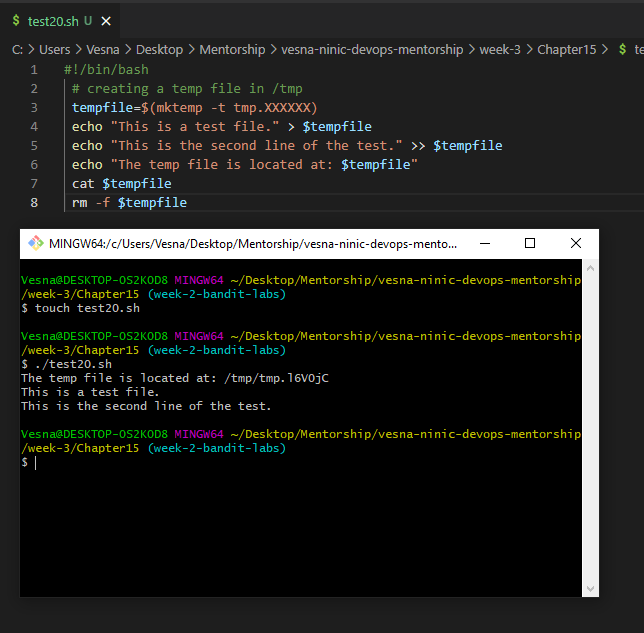 $ test20.sh U ×
C: > Users > Vesna > Desktop > Mentorship > vesna-ninic-devops-mentorship > week-3 > Chapter15 > $ te
1 #!/bin/bash
2 # creating a temp file in /tmp
3 tempfile=$(mktemp -t tmp.XXXXXX)
4 echo "This is a test file." > $tempfile
5 echo "This is the second line of the test." >> $tempfile
6 echo "The temp file is located at: $tempfile"
7 cat $tempfile
8 rm -f $tempfile
MINGW64:/c/Users/Vesna/Desktop/Mentorship/vesna-ninic-devops-mento...
Vesna@DESKTOP-OS2KOD8 MINGW64 ~/Desktop/Mentorship/vesna-ninic-devops-mentorship
/week-3/Chapter15 (week-2-bandit-labs)
$ touch test20.sh
Vesna@DESKTOP-OS2KOD8 MINGW64 ~/Desktop/Mentorship/vesna-ninic-devops-mentorship
/week-3/Chapter15 (week-2-bandit-labs)
$ ./test20.sh
The temp file is located at: /tmp/tmp.l6VOjC
This is a test file.
This is the second line of the test.
Vesna@DESKTOP-OS2KOD8 MINGW64 ~/Desktop/Mentorship/vesna-ninic-devops-mentorship
/week-3/Chapter15 (week-2-bandit-labs)
$